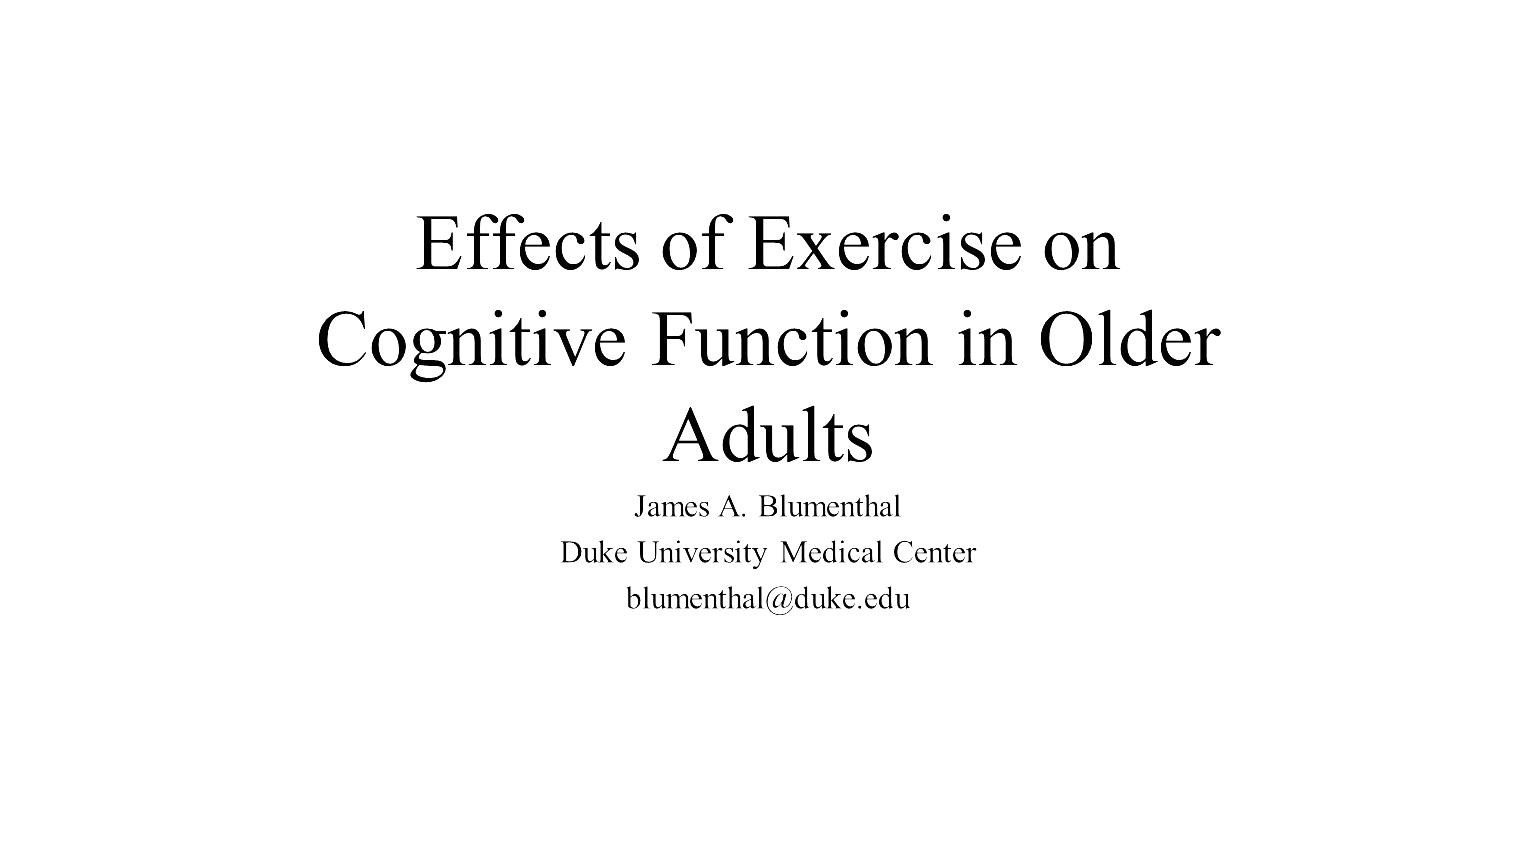 Effects of Exercise on
Cognitive Function in Older
Adults
James A. Blumenthal
Duke University Medical Center
blumenthal@duke.edu